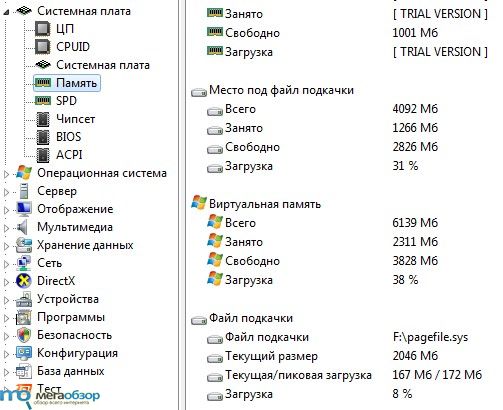 Системная плата
ЦП
CPUID
Системная плата
Память
SPD
Чипсет
BIOS
ACPI
Операционная система
Сервер
Отображение
Мультимедиа
Хранение данных
Сеть
DirectX
Устройства
Программы
Безопасность
Конфигурация
База данных
Тест
мегаобзор
обзор всего интернета
Занято [ TRIAL VERSION ]
Свободно 1001 Мб
Загрузка [ TRIAL VERSION ]
Место под файл подкачки
Всего 4092 Мб
Занято 1266 Мб
Свободно 2826 Мб
Загрузка 31 %
Виртуальная память
Всего 6139 Мб
Занято 2311 Мб
Свободно 3828 Мб
Загрузка 38 %
Файл подкачки
Файл подкачки F:\pagefile.sys
Текущий размер 2046 Мб
Текущая/пиковая загрузка 167 Мб / 172 Мб
Загрузка 8 %